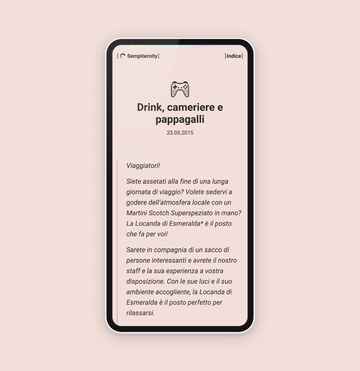 | Sempiternity|
|Indice|
Drink, cameriere e
pappagalli
23.05.2015
Viaggiatori!
Siete assetati alla fine di una lunga
giornata di viaggio? Volete sedervi a
godere dell'atmosfera locale con un
Martini Scotch Superspeziato in mano?
La Locanda di Esmeralda* è il posto
che fa per voi!
Sarete in compagnia di un sacco di
persone interessanti e avrete il nostro
staff e la sua esperienza a vostra
disposizione. Con le sue luci e il suo
ambiente accogliente, la Locanda di
Esmeralda è il posto perfetto per
rilassarsi.